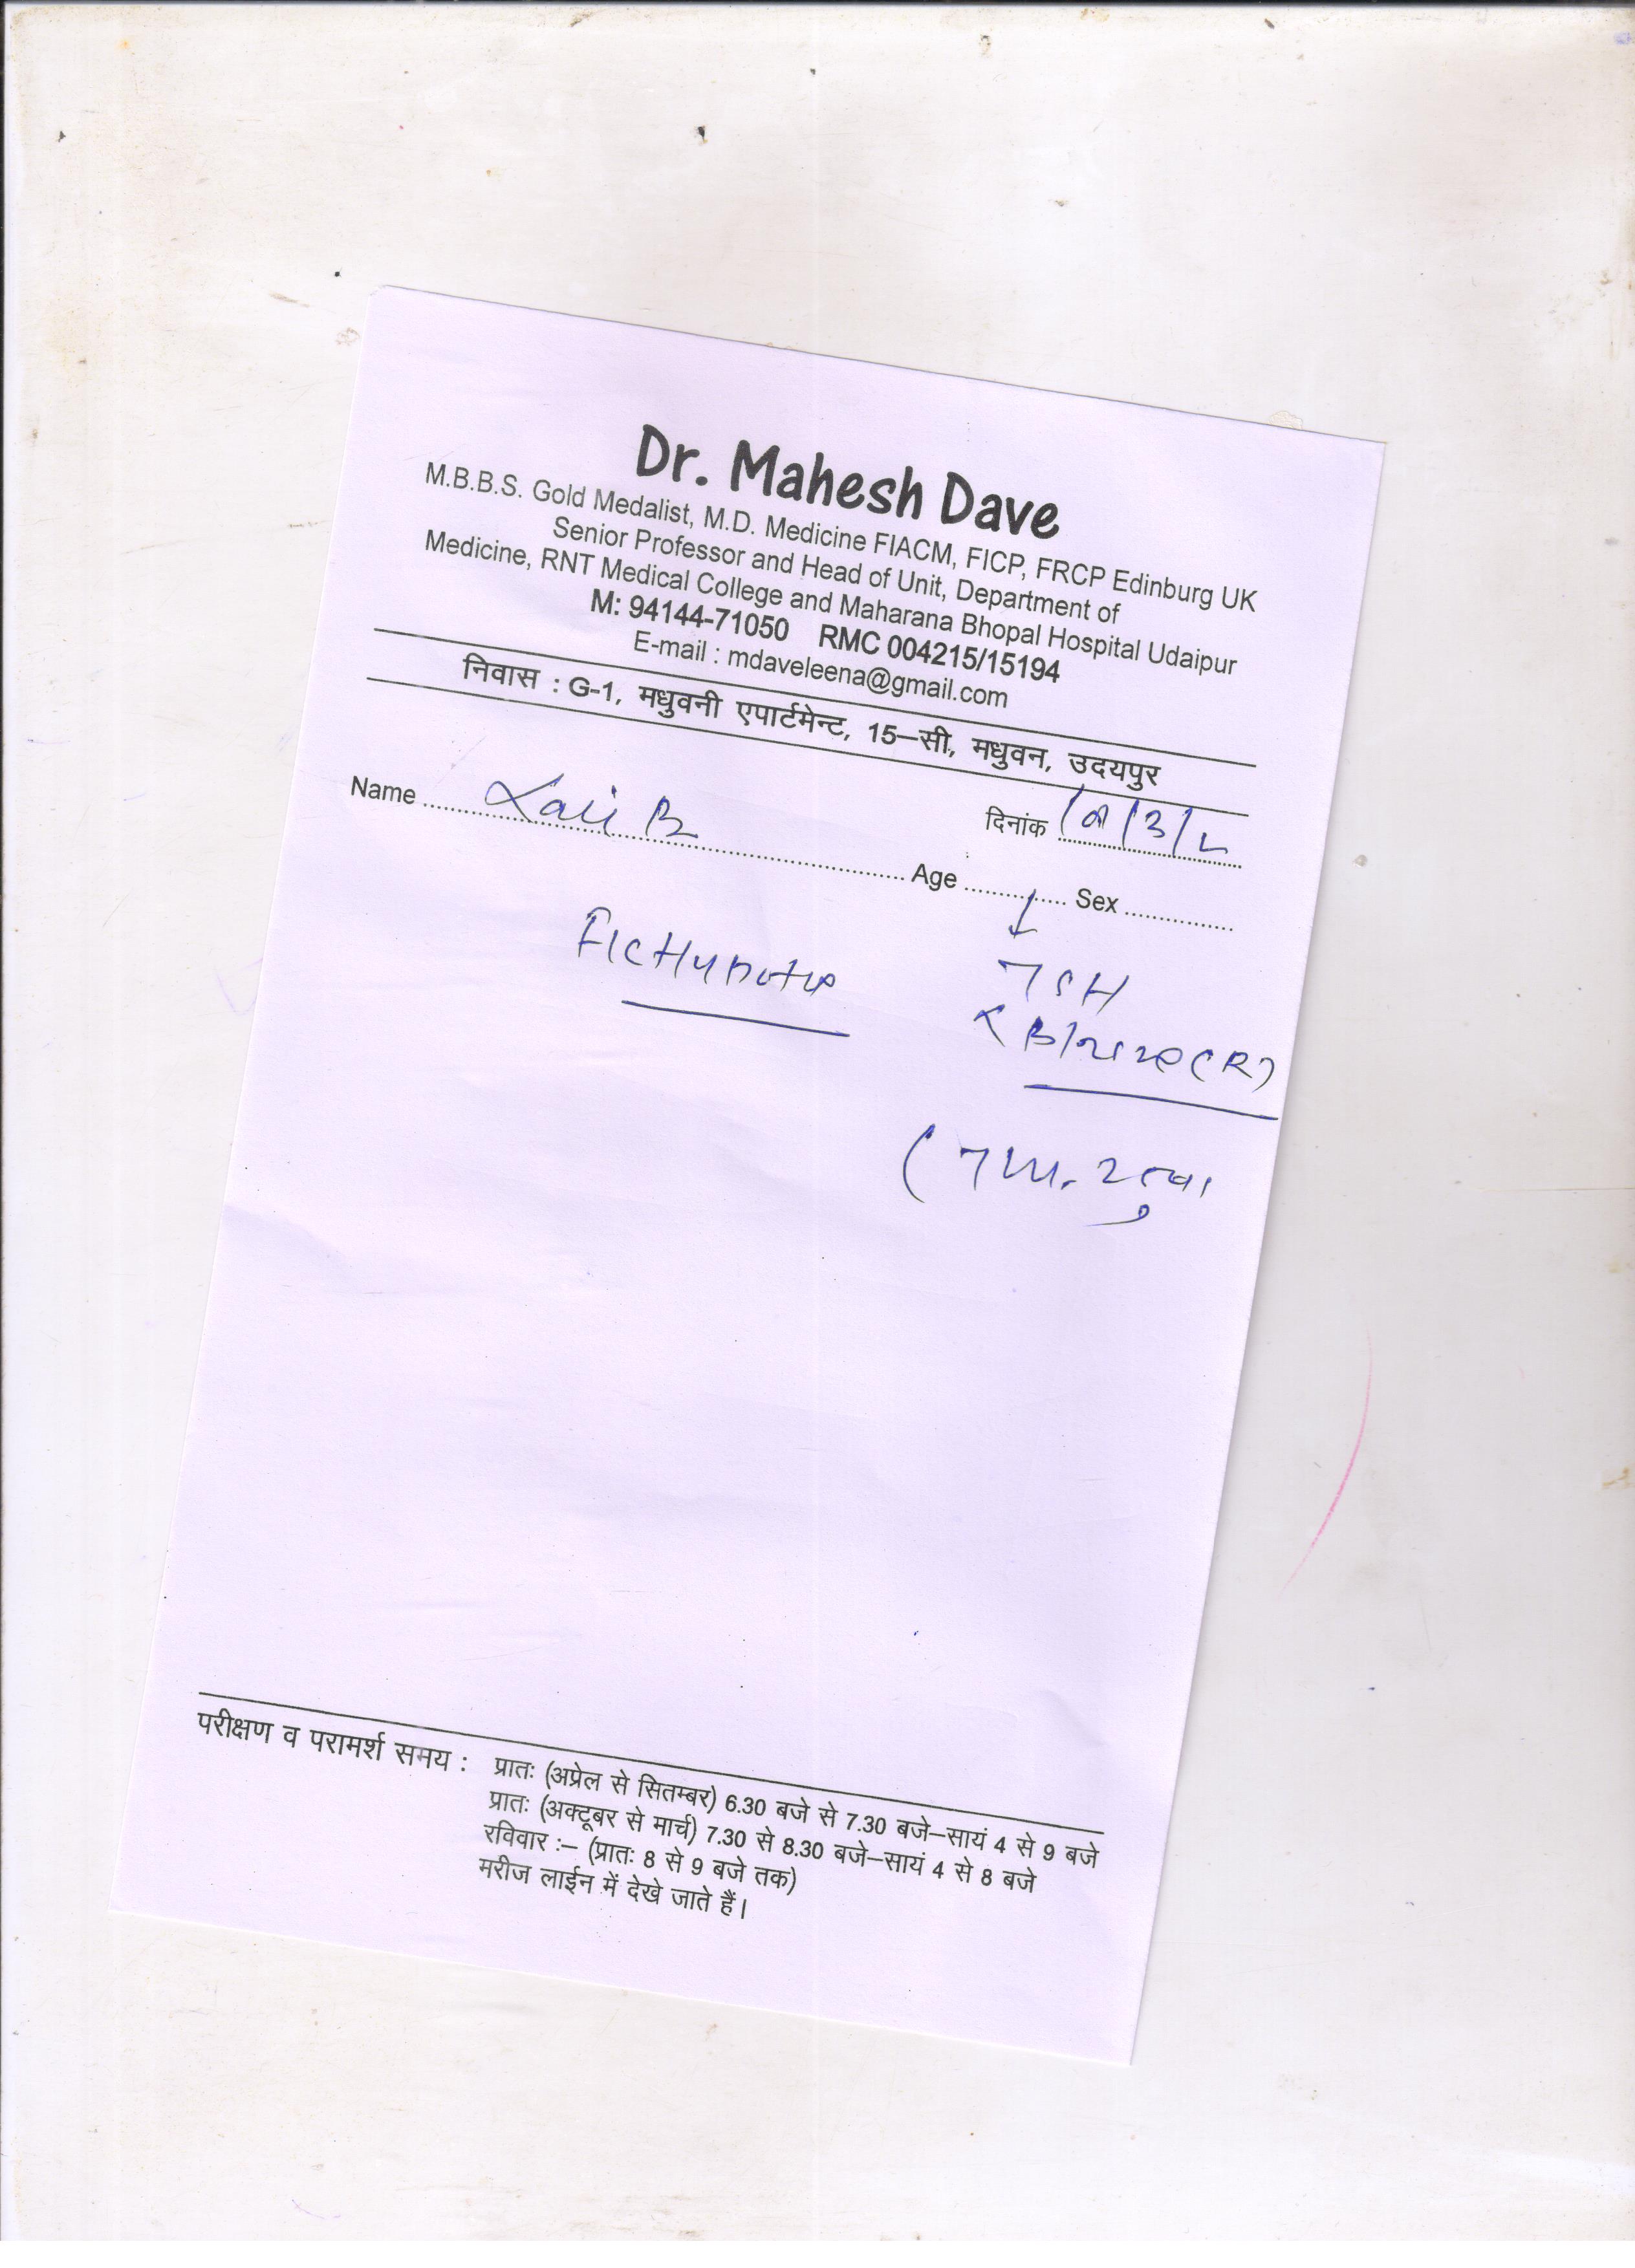 Dr. Mahesh Dave
M.B.B.S. Gold Medalist, M.D. Medicine FIACM, FICP, FRCP Edinburg UK
Senior Professor and Head of Unit, Department of
Medicine, RNT Medical College and Maharana Bhopal Hospital Udaipur
M: 94144-71050 RMC 004215/15194
E-mail : mdaveleena@gmail.com
निवास : G-1, मधुवनी एपार्टमेन्ट, 15–सी, मधुवन, उदयपुर
दिनांक
Name B
Age Sex
TSH
परीक्षण व परामर्श समय : प्रातः (अप्रेल से सितम्बर) 6.30 बजे से 7.30 बजे–सायं 4 से 9 बजे
प्रातः (अक्टूबर से मार्च) 7.30 से 8.30 बजे–सायं 4 से 8 बजे
रविवार :– (प्रातः 8 से 9 बजे तक)
मरीज लाईन में देखे जाते हैं।